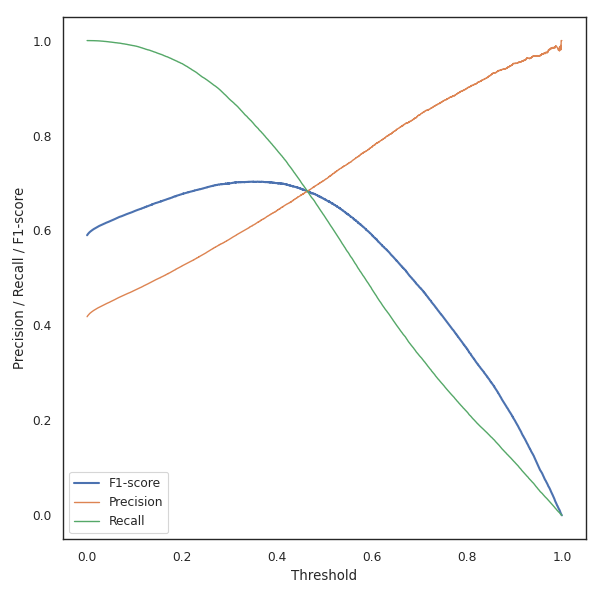 1.0
0.8
0.6
0.4
0.2
0.0
Precision / Recall / F1-score
F1-score
Precision
Recall
0.0 0.2 0.4 0.6 0.8 1.0
Threshold